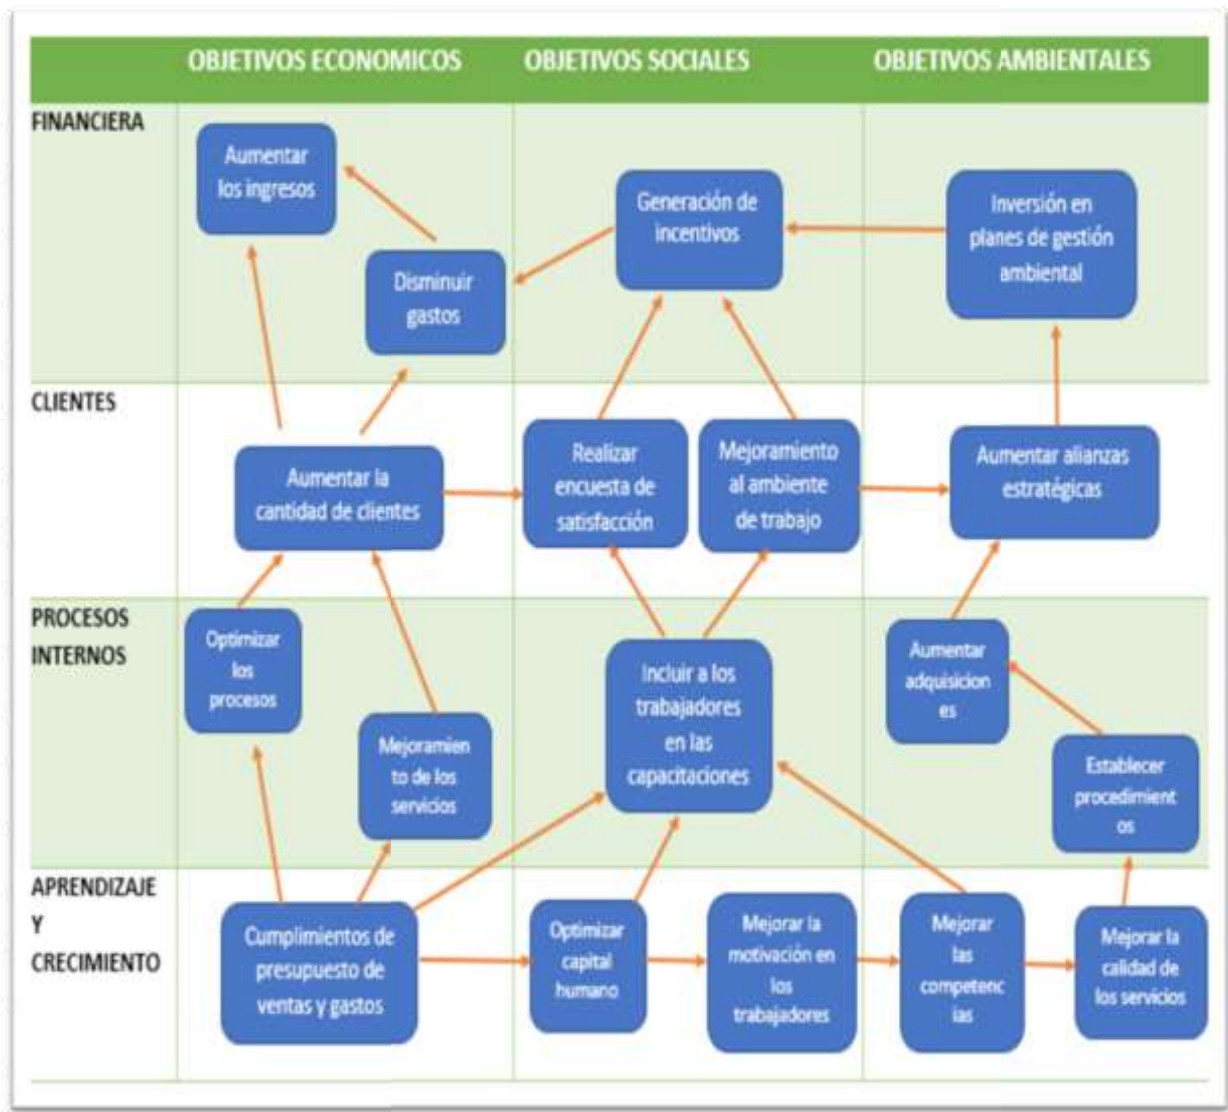 OBJETIVOS ECONOMICOS
OBJETIVOS SOCIALES
OBJETIVOS AMBIENTALES
FINANCIERA
Aumentar
los ingresos
Disminuir
gastos
Generación de
incentivos
Inversión en
planes de gestión
ambiental
CLIENTES
Aumentar la
cantidad de clientes
Realizar
encuesta de
satisfacción
Mejoramiento
al ambiente
de trabajo
Aumentar alianzas
estratégicas
PROCESOS
INTERNOS
Optimizar
los
procesos
Mejoramien
to de los
servicios
Incluir a los
trabajadores
en las
capacitaciones
Aumentar
adquisicion
es
Establecer
procedimient
os
APRENDIZAJE
Y
CRECIMIENTO
Cumplimientos de
presupuesto de
ventas y gastos
Optimizar
capital
humano
Mejorar la
motivación en
los
trabajadores
Mejorar
las
competenc
ias
Mejorar la
calidad de
los servicios